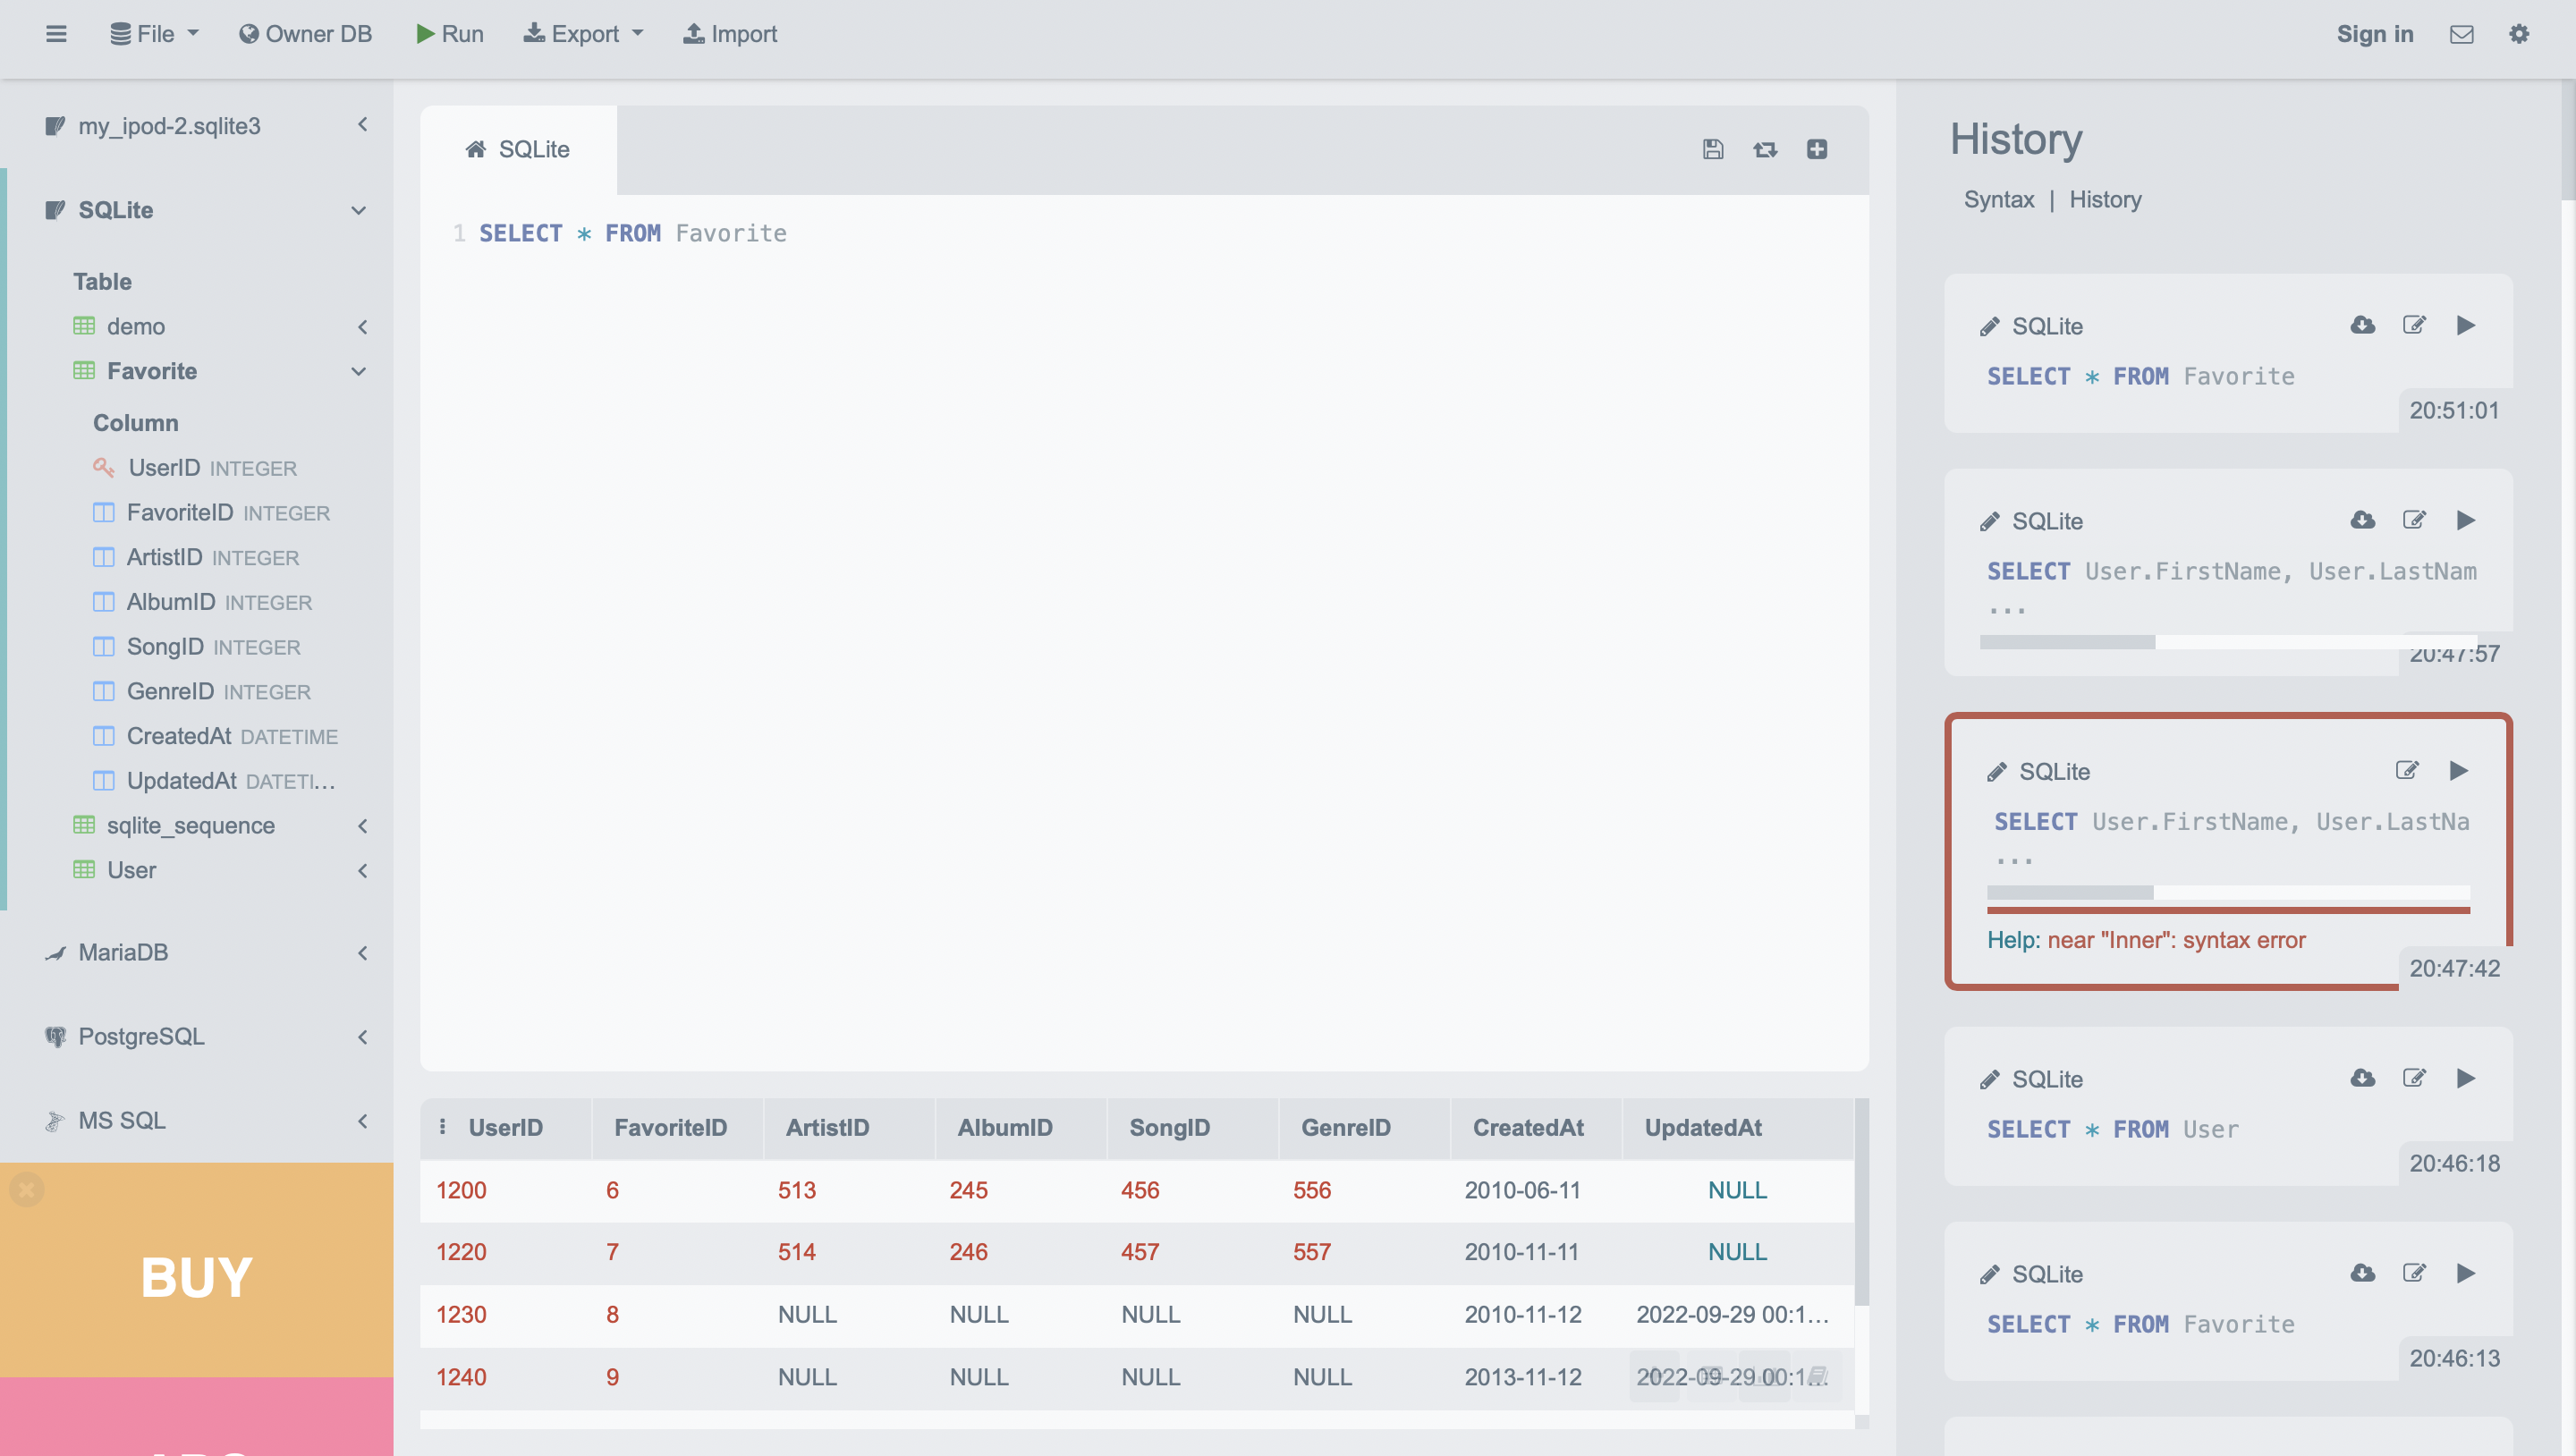 File
Owner DB
Run
Export
Import
Sign in
my_ipod-2.sqlite3
SQLite
Table
demo
Favorite
Column
UserID INTEGER
FavoriteID INTEGER
ArtistID INTEGER
AlbumID INTEGER
SongID INTEGER
GenreID INTEGER
CreatedAt DATETIME
UpdatedAt DATETI...
sqlite_sequence
User
MariaDB
PostgreSQL
MS SQL
BUY
SQLite
1 SELECT * FROM Favorite
UserID FavoriteID ArtistID AlbumID SongID GenreID CreatedAt UpdatedAt
1200 6 513 245 456 556 2010-06-11 NULL
1220 7 514 246 457 557 2010-11-11 NULL
1230 8 NULL NULL NULL NULL 2010-11-12 2022-09-29 00:1...
1240 9 NULL NULL NULL NULL 2013-11-12 2022-09-29 00:1...
History
Syntax | History
SQLite
SELECT * FROM Favorite
20:51:01
SQLite
SELECT User.FirstName, User.LastNam
...
20:47:57
SQLite
SELECT User.FirstName, User.LastNa
...
Help: near "Inner": syntax error
20:47:42
SQLite
SELECT * FROM User
20:46:18
SQLite
SELECT * FROM Favorite
20:46:13